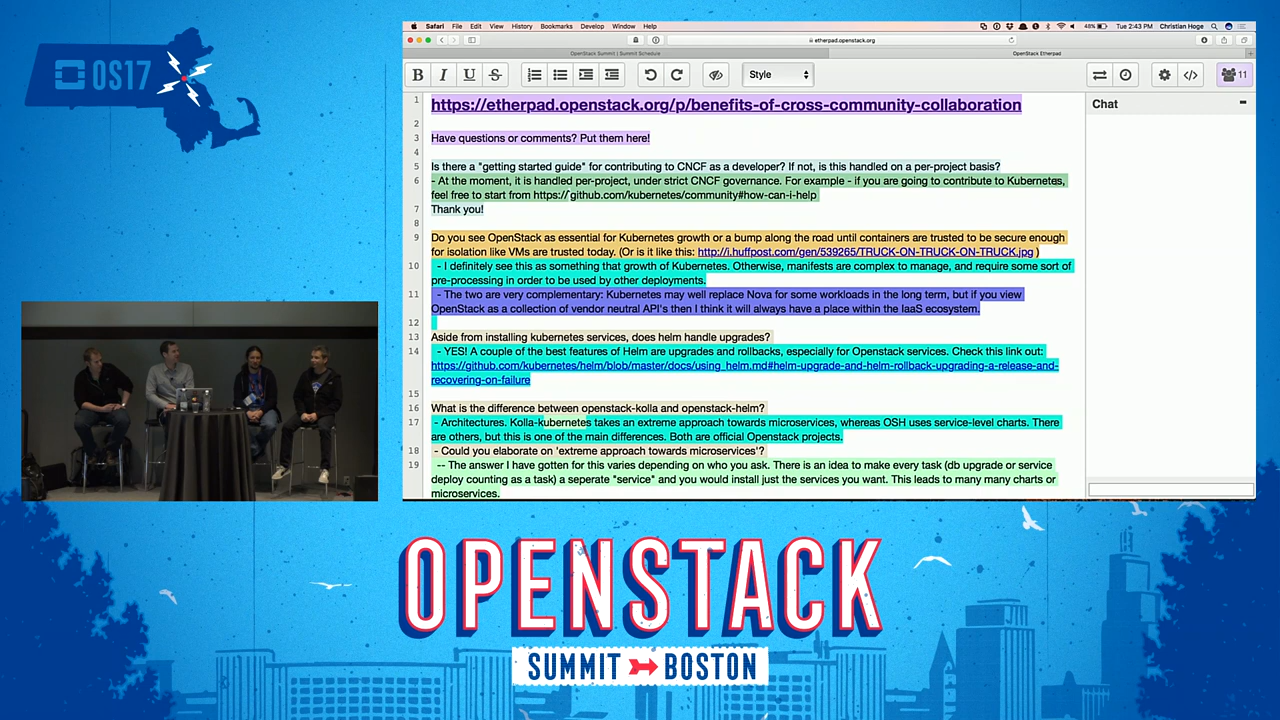 OS17
Safari File Edit View History Bookmarks Develop Window Help
48% Tue 2:43 PM Christian Hoge
etherpad.openstack.org
OpenStack Summit | Summit Schedule
OpenStack Etherpad
B I U S Style 11
Chat
1 https://etherpad.openstack.org/p/benefits-of-cross-community-collaboration
2
3 Have questions or comments? Put them here!
4
5 Is there a "getting started guide" for contributing to CNCF as a developer? If not, is this handled on a per-project basis?
6 - At the moment, it is handled per-project, under strict CNCF governance. For example - if you are going to contribute to Kubernetes,
feel free to start from https://github.com/kubernetes/community#how-can-i-help
7 Thank you!
8
9 Do you see OpenStack as essential for Kubernetes growth or a bump along the road until containers are trusted to be secure enough
for isolation like VMs are trusted today. (Or is it like this: http://i.huffpost.com/gen/539265/TRUCK-ON-TRUCK-ON-TRUCK.jpg )
10 - I definitely see this as something that growth of Kubernetes. Otherwise, manifests are complex to manage, and require some sort of
pre-processing in order to be used by other deployments.
11 - The two are very complementary: Kubernetes may well replace Nova for some workloads in the long term, but if you view
OpenStack as a collection of vendor neutral API's then I think it will always have a place within the IaaS ecosystem.
12
13 Aside from installing kubernetes services, does helm handle upgrades?
14 - YES! A couple of the best features of Helm are upgrades and rollbacks, especially for Openstack services. Check this link out:
https://github.com/kubernetes/helm/blob/master/docs/using_helm.md#helm-upgrade-and-helm-rollback-upgrading-a-release-and-
recovering-on-failure
15
16 What is the difference between openstack-kolla and openstack-helm?
17 - Architectures. Kolla-kubernetes takes an extreme approach towards microservices, whereas OSH uses service-level charts. There
are others, but this is one of the main differences. Both are official Openstack projects.
18 - Could you elaborate on 'extreme approach towards microservices'?
19 -- The answer I have gotten for this varies depending on who you ask. There is an idea to make every task (db upgrade or service
deploy counting as a task) a seperate "service" and you would install just the services you want. This leads to many many charts or
microservices.
OPENSTACK
SUMMIT BOSTON